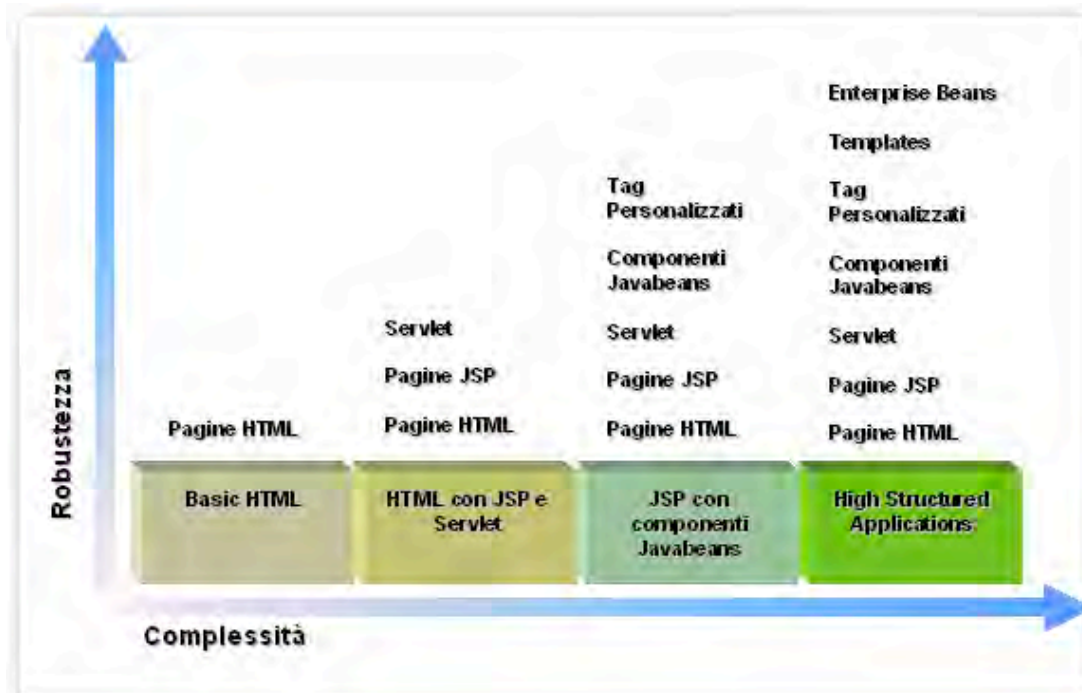 Robustezza
Pagine HTML
Basic HTML
Servlet
Pagine JSP
Pagine HTML
HTML con JSP e
Servlet
Tag
Personalizzati
Componenti
Javabeans
Servlet
Pagine JSP
Pagine HTML
JSP con
componenti
Javabeans
Enterprise Beans
Templates
Tag
Personalizzati
Componenti
Javabeans
Servlet
Pagine JSP
Pagine HTML
High Structured
Applications
Complessità